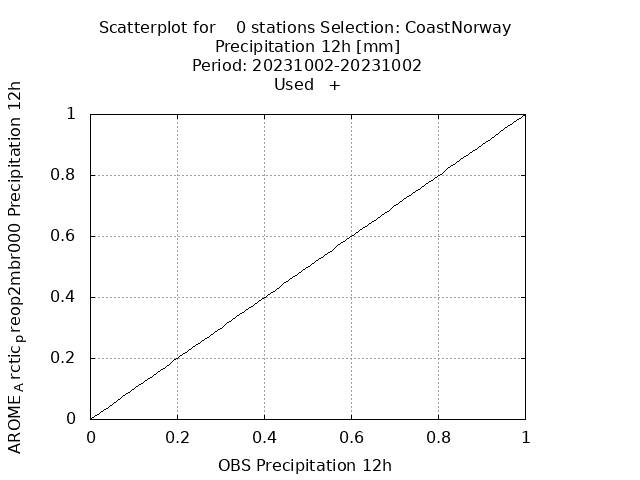 Scatterplot for 0 stations Selection: CoastNorway
Precipitation 12h [mm]
Period: 20231002-20231002
Used +
AROME_Arctic_preop2mbr000 Precipitation 12h
1
0.8
0.6
0.4
0.2
0
0 0.2 0.4 0.6 0.8 1
OBS Precipitation 12h